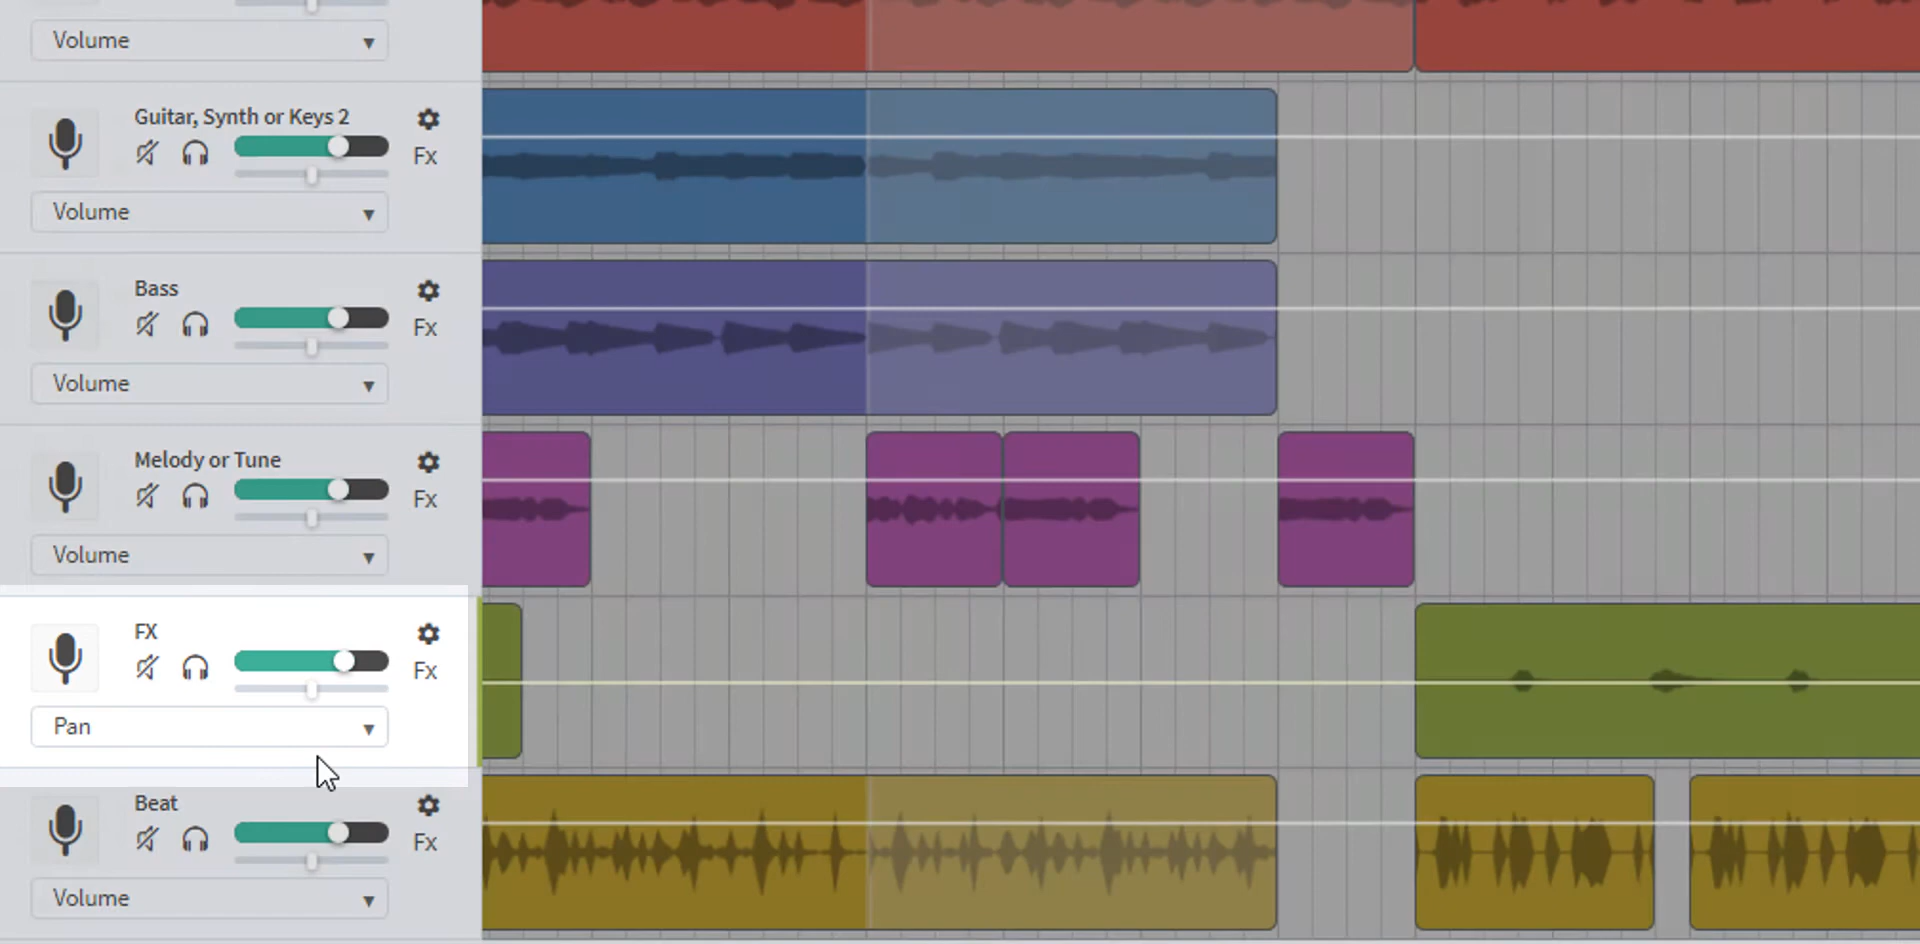 Volume
Guitar, Synth or Keys 2
Fx
Volume
Bass
Fx
Volume
Melody or Tune
Fx
Volume
FX
Fx
Pan
Beat
Fx
Volume